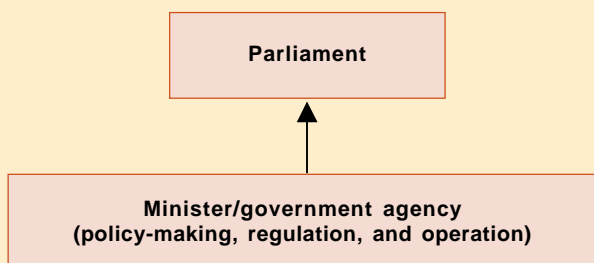 Parliament
Minister/government agency
(policy-making, regulation, and operation)